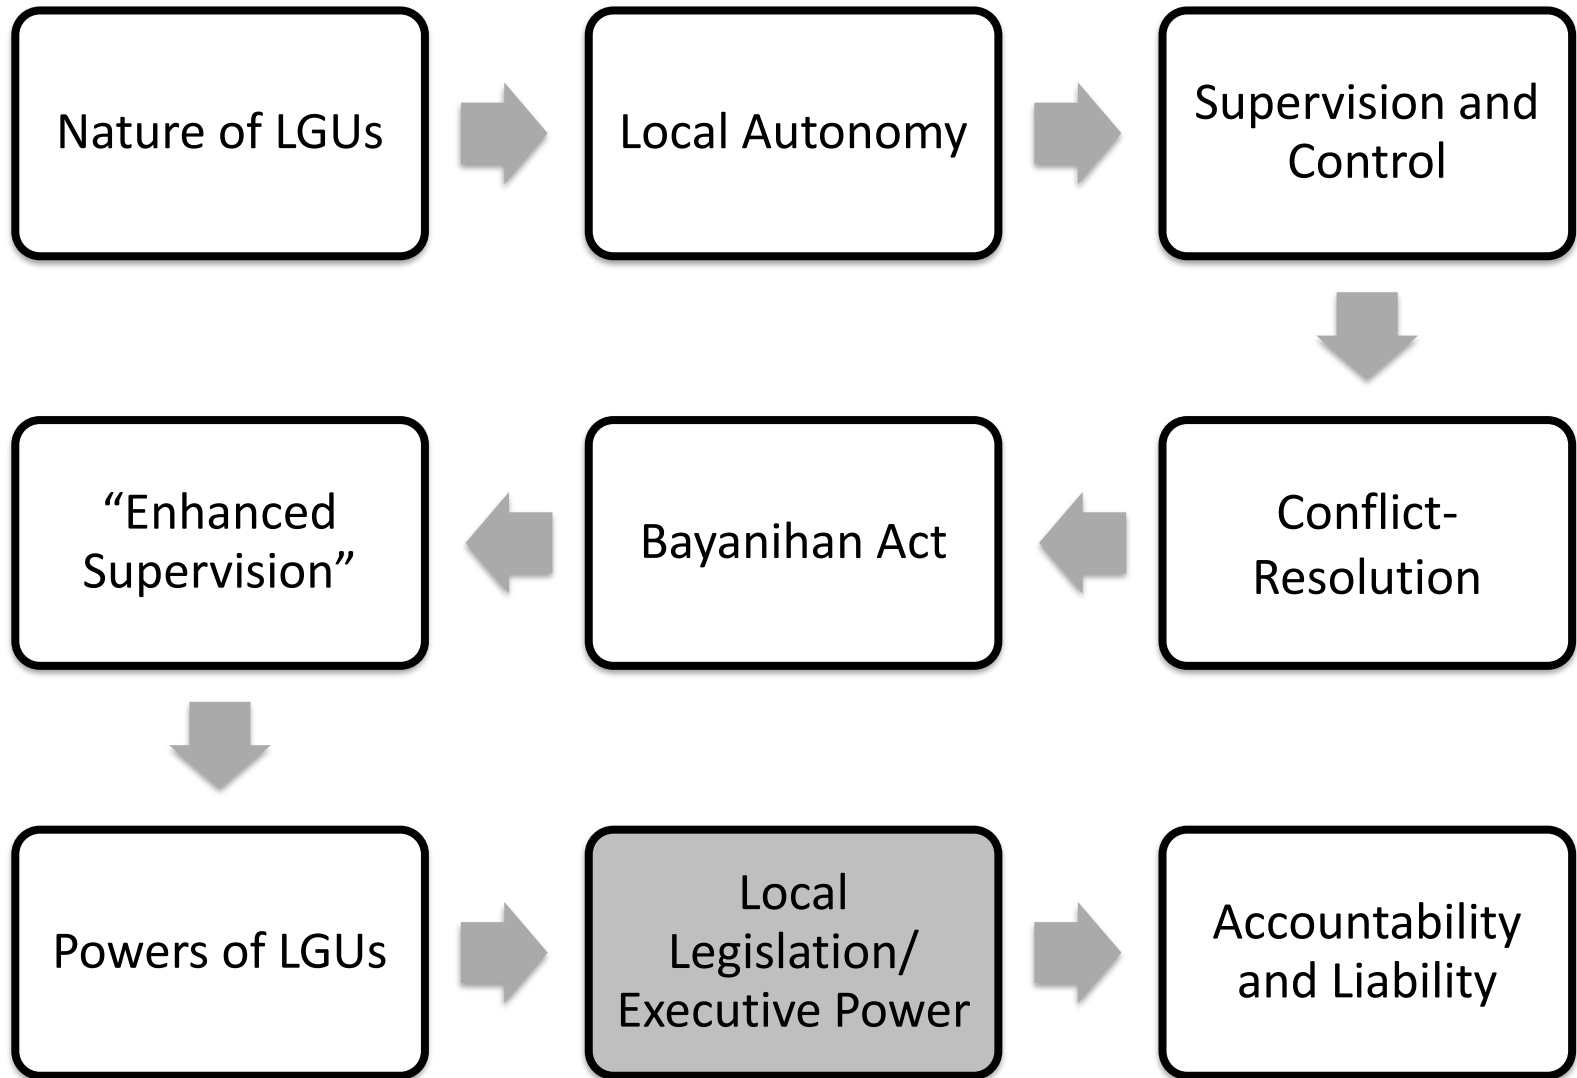 Nature of LGUs
Local Autonomy
Supervision and
Control
Conflict-
Resolution
Bayanihan Act
“Enhanced
Supervision”
Powers of LGUs
Local
Legislation/
Executive Power
Accountability
and Liability